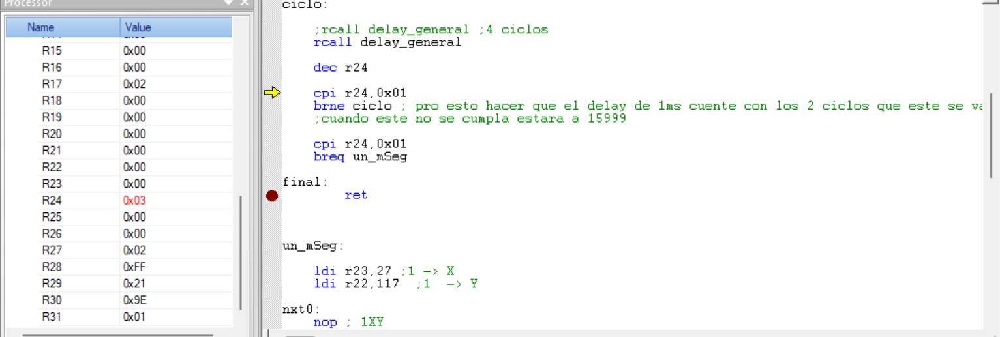 Processor
Name Value
R15 0x00
R16 0x00
R17 0x02
R18 0x00
R19 0x00
R20 0x00
R21 0x00
R22 0x00
R23 0x00
R24 0x03
R25 0x00
R26 0x00
R27 0x02
R28 0xFF
R29 0x21
R30 0x9E
R31 0x01
ciclo:
;rcall delay_general ;4 ciclos
rcall delay_general
dec r24
cpi r24,0x01
brne ciclo ; pro esto hacer que el delay de 1ms cuente con los 2 ciclos que este se va
;cuando este no se cumpla estara a 15999
cpi r24,0x01
breq un_mSeg
final:
ret
un_mSeg:
ldi r23,27 ;1 -> X
ldi r22,117 ;1 -> Y
nxt0:
nop ; 1XY